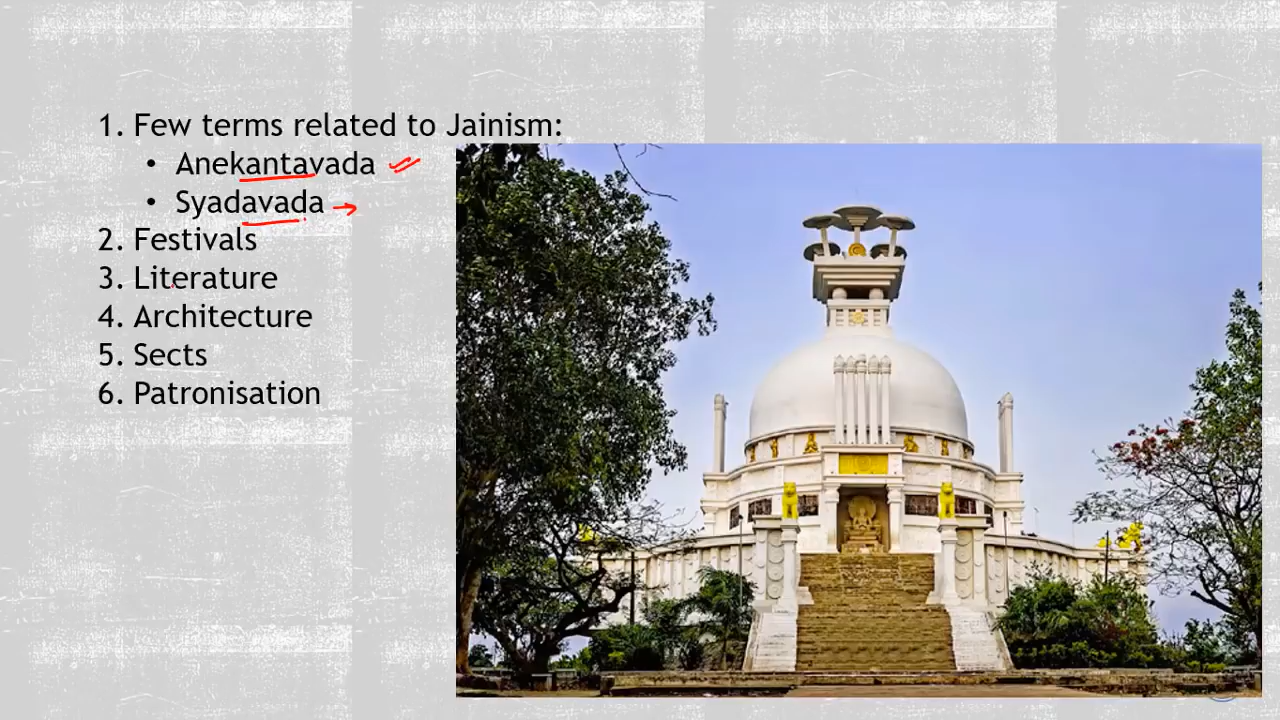 1. Few terms related to Jainism:
• Anekantavada
• Syadavada
2. Festivals
3. Literature
4. Architecture
5. Sects
6. Patronisation